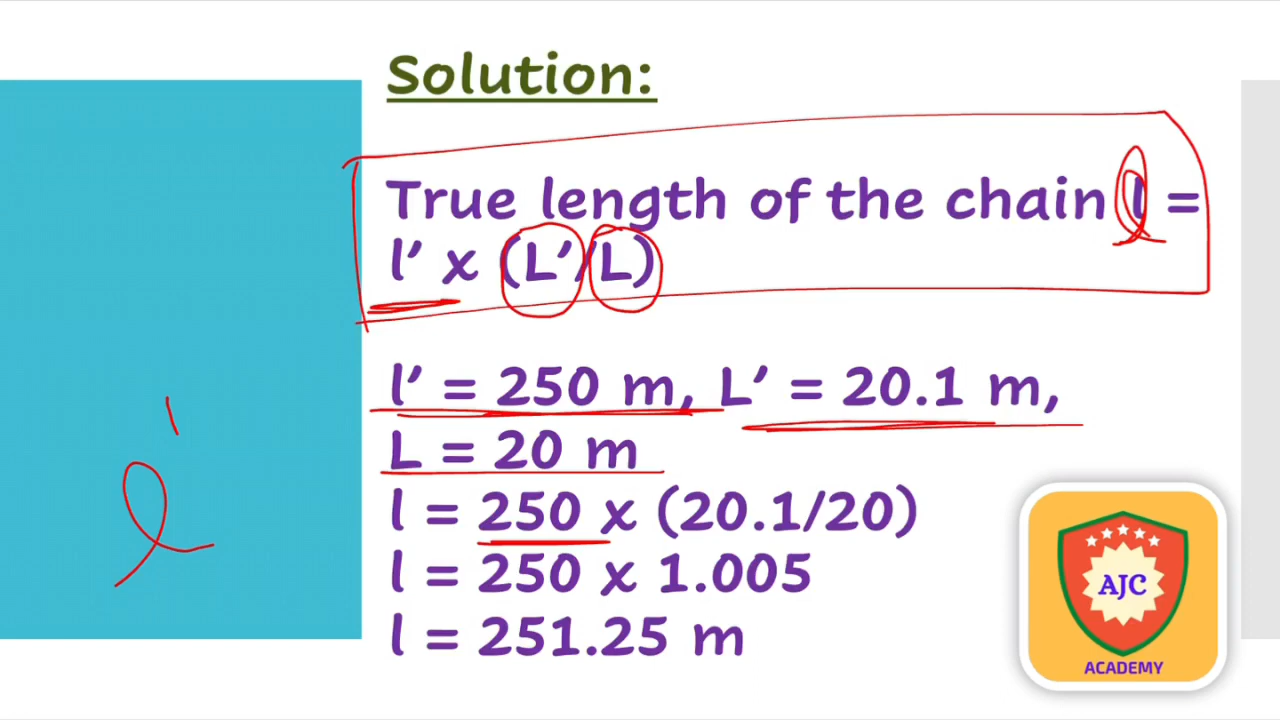 Solution:
True length of the chain l =
l’ x (L’/L)
l’ = 250 m, L’ = 20.1 m,
L = 20 m
l = 250 x (20.1/20)
l = 250 x 1.005
l = 251.25 m
l'
AJC
ACADEMY